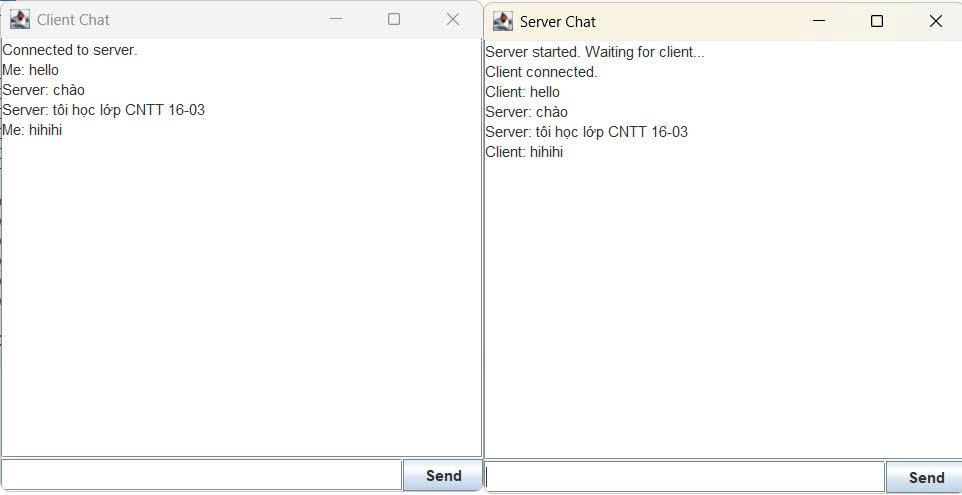 Client Chat
Connected to server.
Me: hello
Server: chào
Server: tôi học lớp CNTT 16-03
Me: hihihi
Send
Server Chat
Server started. Waiting for client...
Client connected.
Client: hello
Server: chào
Server: tôi học lớp CNTT 16-03
Client: hihihi
Send